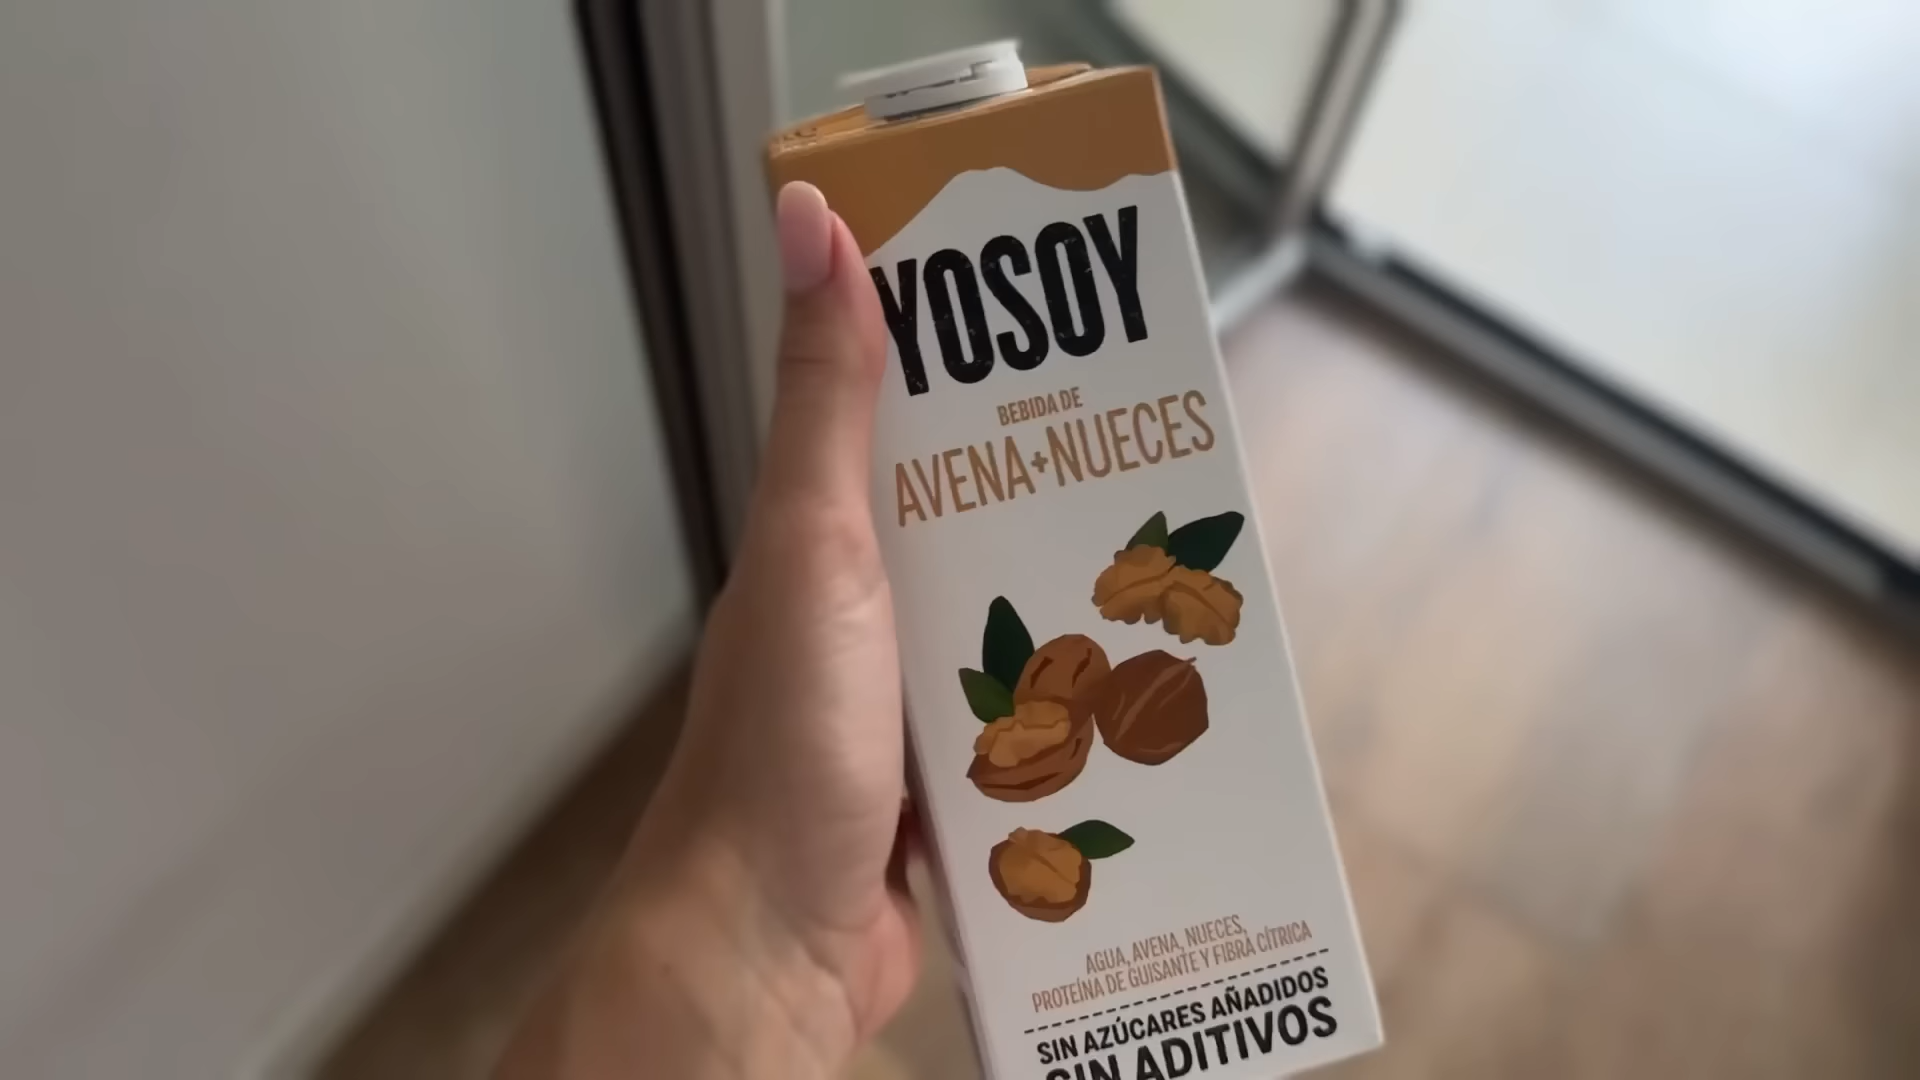 YOSOY
BEBIDA DE
AVENA+NUECES
AGUA, AVENA, NUECES,
PROTEÍNA DE GUISANTE Y FIBRA CÍTRICA
SIN AZÚCARES AÑADIDOS
SIN ADITIVOS